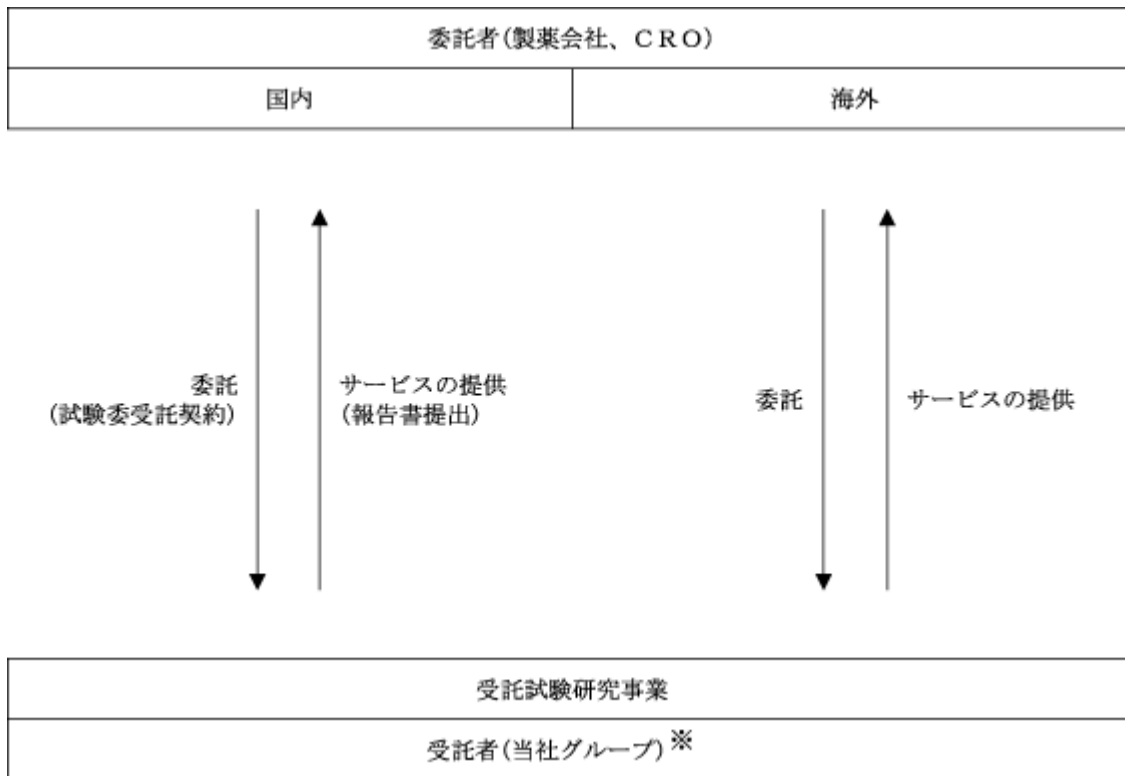 委託者(製薬会社、ＣＲＯ)
国内
海外
委託
(試験委受託契約)
サービスの提供
(報告書提出)
委託
サービスの提供
受託試験研究事業
受託者(当社グループ)※